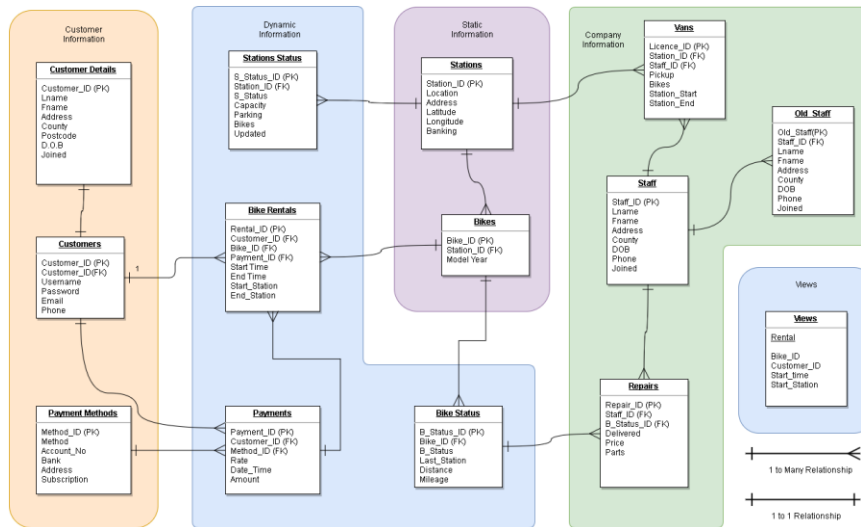 Customer
Information
Customer Details
Customer_ID (PK)
Lname
Fname
Address
County
Postcode
D.O.B
Joined
Customers
Customer_ID (PK)
Customer_ID(FK)
Username
Password
Email
Phone
1
Payment Methods
Method_ID (PK)
Method
Account_No
Bank
Address
Subscription
Dynamic
Information
Stations Status
S_Status_ID (PK)
Station_ID (FK)
S_Status
Capacity
Parking
Bikes
Updated
Bike Rentals
Rental_ID (PK)
Customer_ID (FK)
Bike_ID (FK)
Payment_ID (FK)
Start Time
End Time
Start_Station
End_Station
Payments
Payment_ID (PK)
Customer_ID (FK)
Method_ID (FK)
Rate
Date_Time
Amount
Bike Status
B_Status_ID (PK)
Bike_ID (FK)
B_Status
Last_Station
Distance
Mileage
Static
Information
Stations
Station_ID (PK)
Location
Address
Latitude
Longitude
Banking
Bikes
Bike_ID (PK)
Station_ID (FK)
Model Year
Company
Information
Vans
Licence_ID (PK)
Station_ID (FK)
Staff_ID (FK)
Pickup
Bikes
Station_Start
Station_End
Old_Staff
Old_Staff(PK)
Staff_ID (FK)
Lname
Fname
Address
County
DOB
Phone
Joined
Staff
Staff_ID (PK)
Lname
Fname
Address
County
DOB
Phone
Joined
Repairs
Repair_ID (PK)
Staff_ID (FK)
B_Status_ID (FK)
Delivered
Price
Parts
Views
Views
Rental
Bike_ID
Customer_ID
Start_time
Start_Station
1 to Many Relationship
1 to 1 Relationship